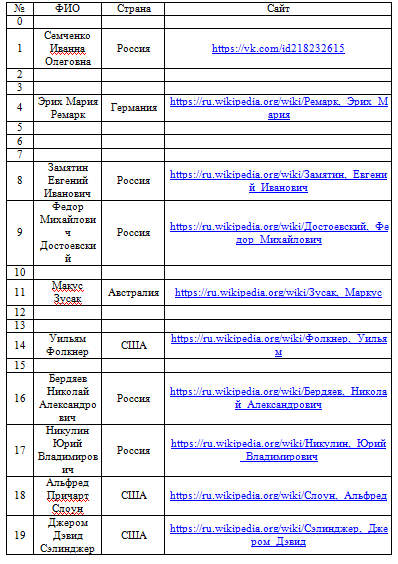 № ФИО Страна Сайт
0
1 Семченко Иванна Олеговна Россия https://vk.com/id218232615
2
3
4 Эрих Мария Ремарк Германия https://ru.wikipedia.org/wiki/Ремарк,_Эрих_Мария
5
6
7
8 Замятин Евгений Иванович Россия https://ru.wikipedia.org/wiki/Замятин,_Евгений_Иванович
9 Федор Михайлович Достоевский Россия https://ru.wikipedia.org/wiki/Достоевский,_Федор_Михайлович
10
11 Макус Зусак Австралия https://ru.wikipedia.org/wiki/Зусак,_Маркус
12
13
14 Уильям Фолкнер США https://ru.wikipedia.org/wiki/Фолкнер,_Уильям
15
16 Бердяев Николай Александрович Россия https://ru.wikipedia.org/wiki/Бердяев,_Николай_Александрович
17 Никулин Юрий Владимирович Россия https://ru.wikipedia.org/wiki/Никулин,_Юрий_Владимирович
18 Альфред Причарт Слоун США https://ru.wikipedia.org/wiki/Слоун,_Альфред
19 Джером Дэвид Сэлинджер США https://ru.wikipedia.org/wiki/Сэлинджер,_Джером_Дэвид